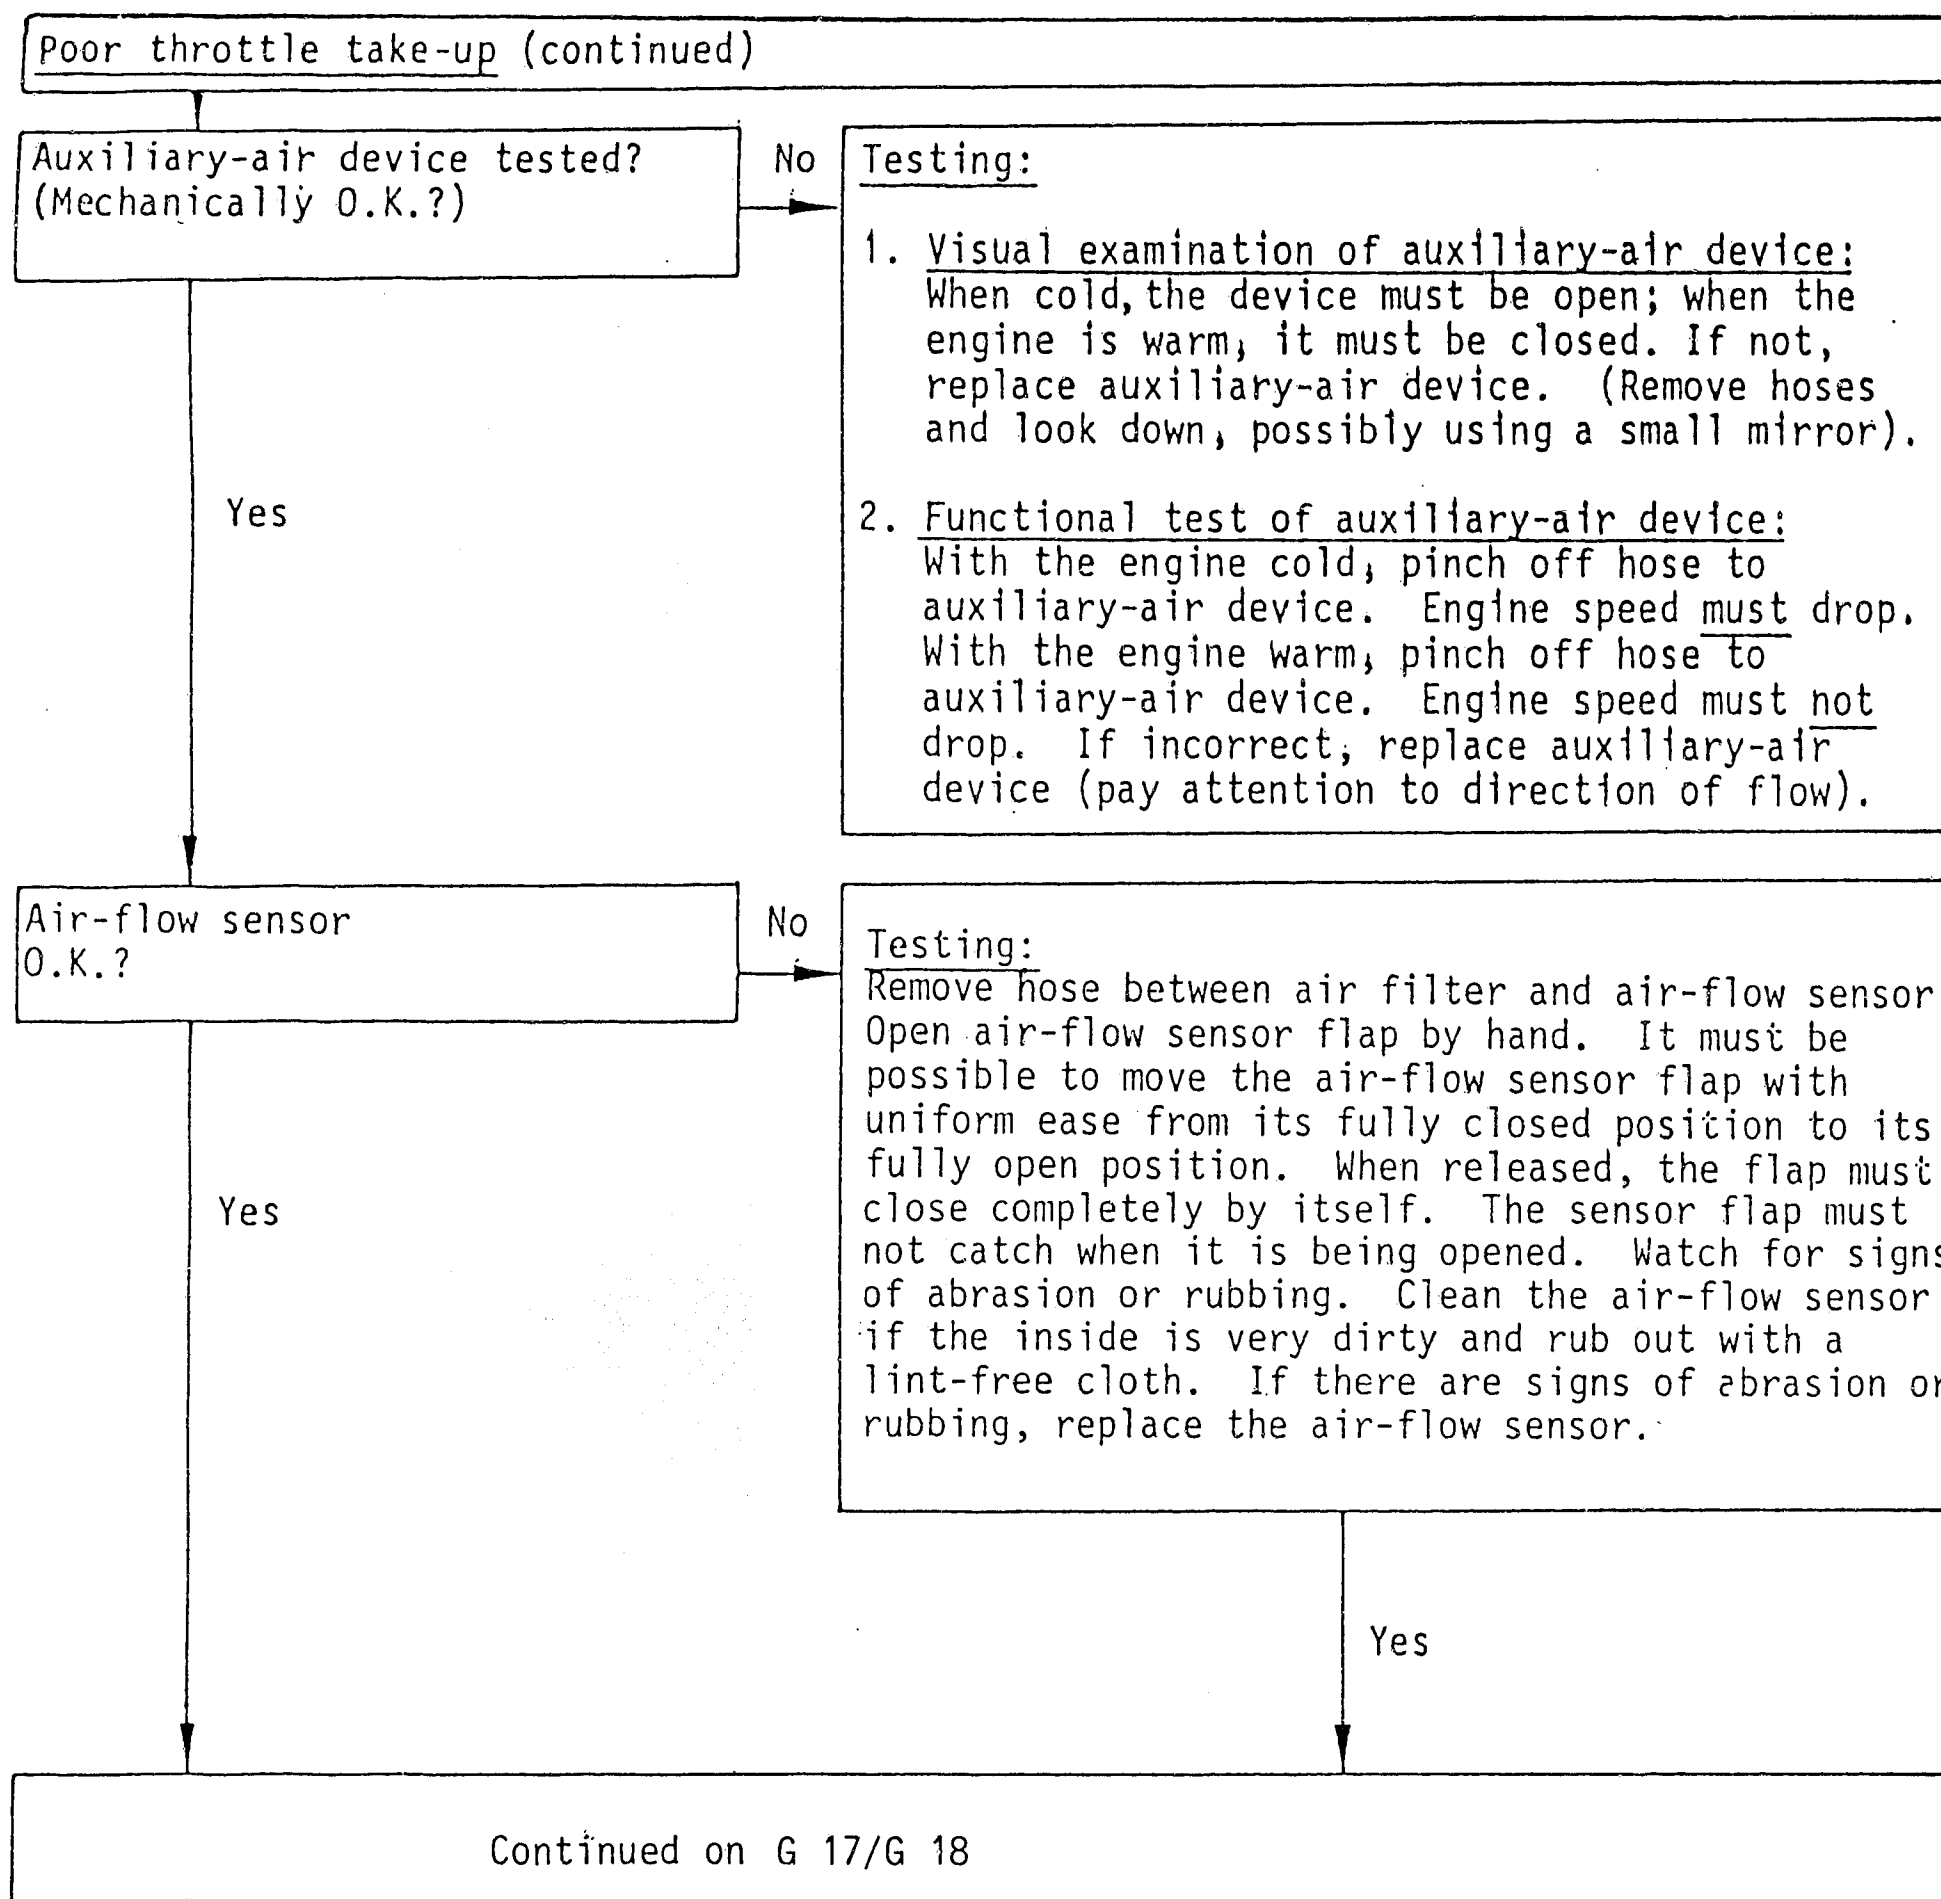 Poor throttle take-up (continued)
Auxiliary-air device tested?
(Mechanically O.K.?)
No
Testing:
1. Visual examination of auxiliary-air device:
When cold, the device must be open; when the
engine is warm, it must be closed. If not,
replace auxiliary-air device. (Remove hoses
and look down, possibly using a small mirror).
Yes
2. Functional test of auxiliary-air device:
With the engine cold, pinch off hose to
auxiliary-air device. Engine speed must drop.
With the engine warm, pinch off hose to
auxiliary-air device. Engine speed must not
drop. If incorrect, replace auxiliary-air
device (pay attention to direction of flow).
Air-flow sensor
O.K.?
No
Testing:
Remove hose between air filter and air-flow sensor
Open air-flow sensor flap by hand. It must be
possible to move the air-flow sensor flap with
uniform ease from its fully closed position to its
fully open position. When released, the flap must
close completely by itself. The sensor flap must
not catch when it is being opened. Watch for signs
of abrasion or rubbing. Clean the air-flow sensor
if the inside is very dirty and rub out with a
lint-free cloth. If there are signs of abrasion or
rubbing, replace the air-flow sensor.
Yes
Yes
Continued on G 17/G 18